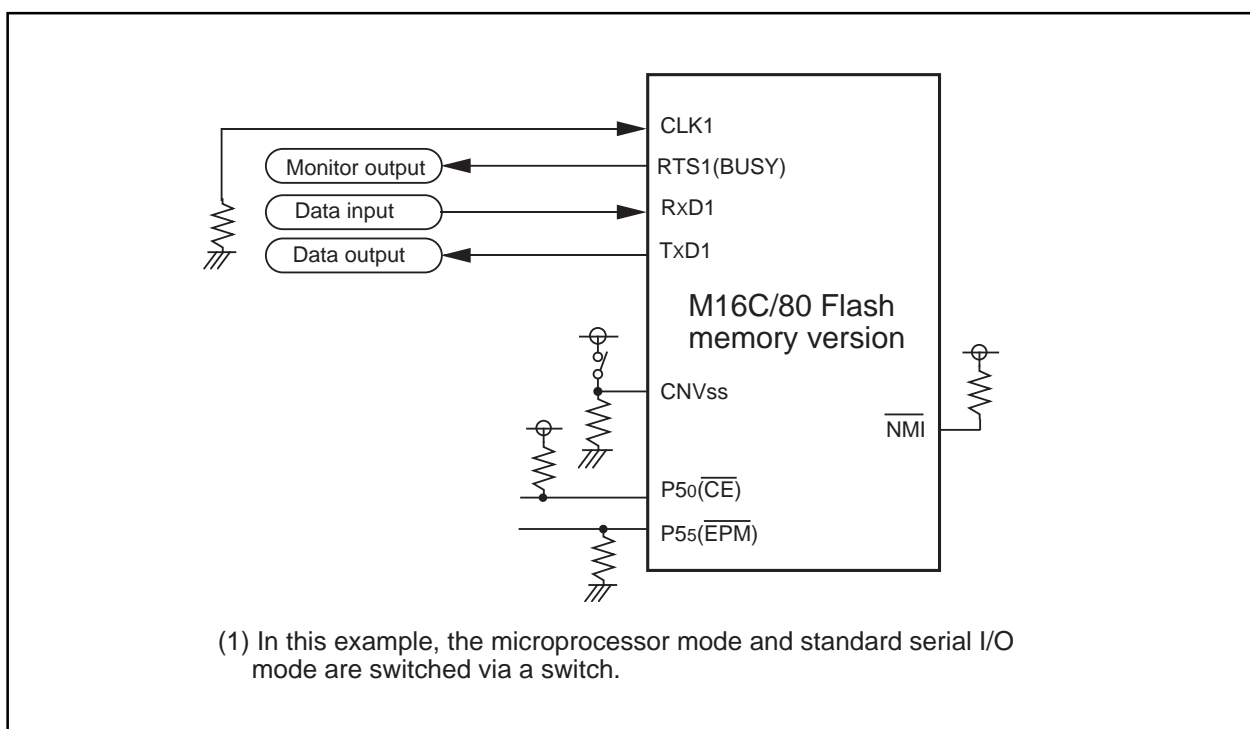 CLK1
Monitor output
RTS1(BUSY)
Data input
RxD1
Data output
TxD1
M16C/80 Flash
memory version
CNVss
NMI
P50(CE)
P55(EPM)
(1) In this example, the microprocessor mode and standard serial I/O
mode are switched via a switch.